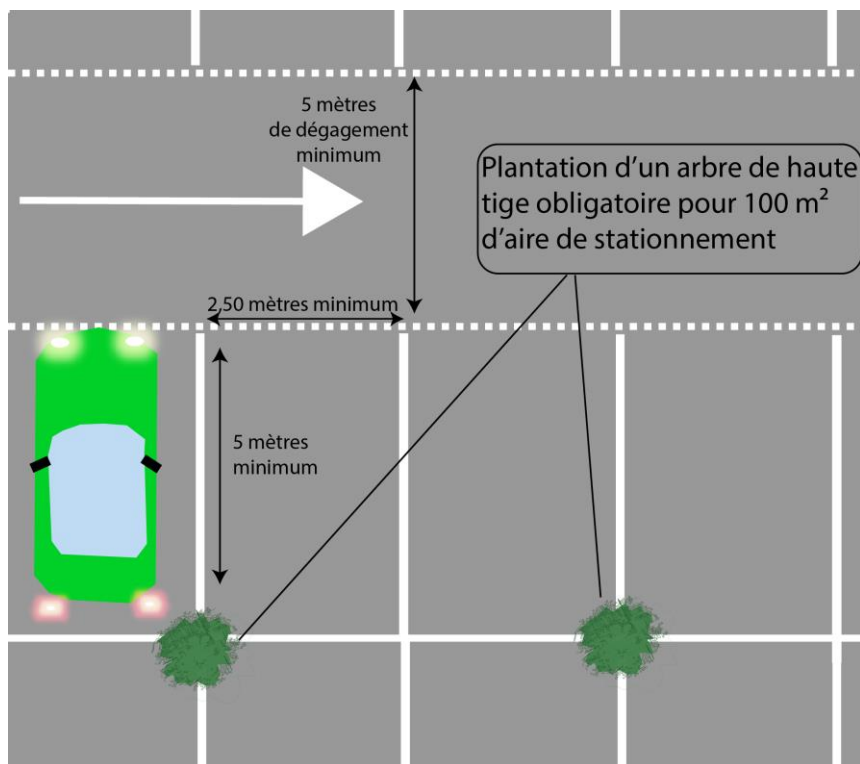 5 mètres
de dégagement
minimum
Plantation d’un arbre de haute
tige obligatoire pour 100 m²
d’aire de stationnement
2,50 mètres minimum
5 mètres
minimum